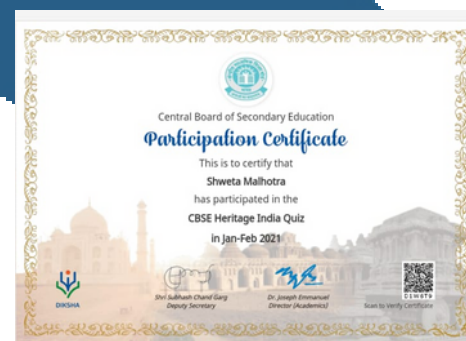 Central Board of Secondary Education
Participation Certificate
This is to certify that
Shweta Malhotra
has participated in the
CBSE Heritage India Quiz
in Jan-Feb 2021
DIKSHA
Shri Subhash Chand Garg
Deputy Secretary
Dr. Joseph Emmanuel
Director (Academics)
Scan to Verify Certificate